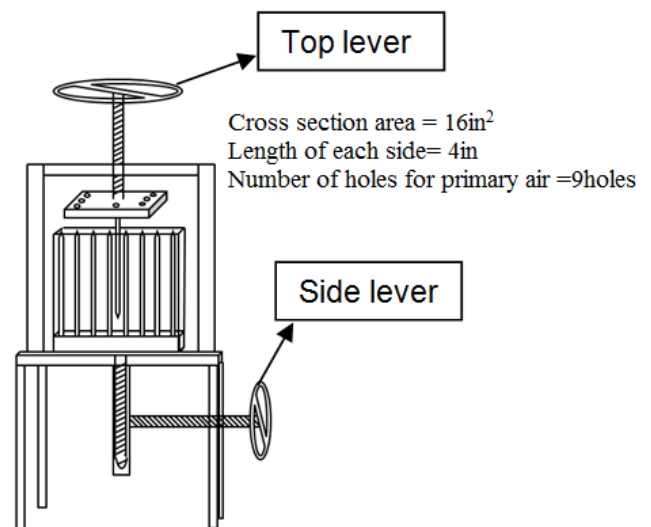 Top lever
Cross section area = 16in²
Length of each side= 4in
Number of holes for primary air =9holes
Side lever